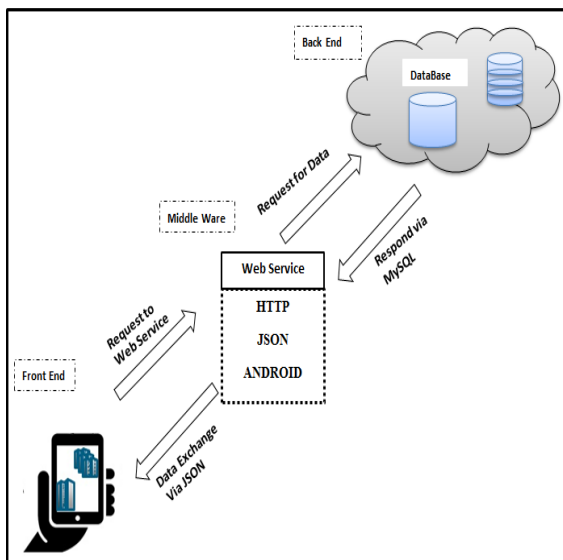 Back End
DataBase
Request for Data
Middle Ware
Respond via
MySQL
Web Service
HTTP
JSON
ANDROID
Request to
Web Service
Front End
Data Exchange
Via JSON